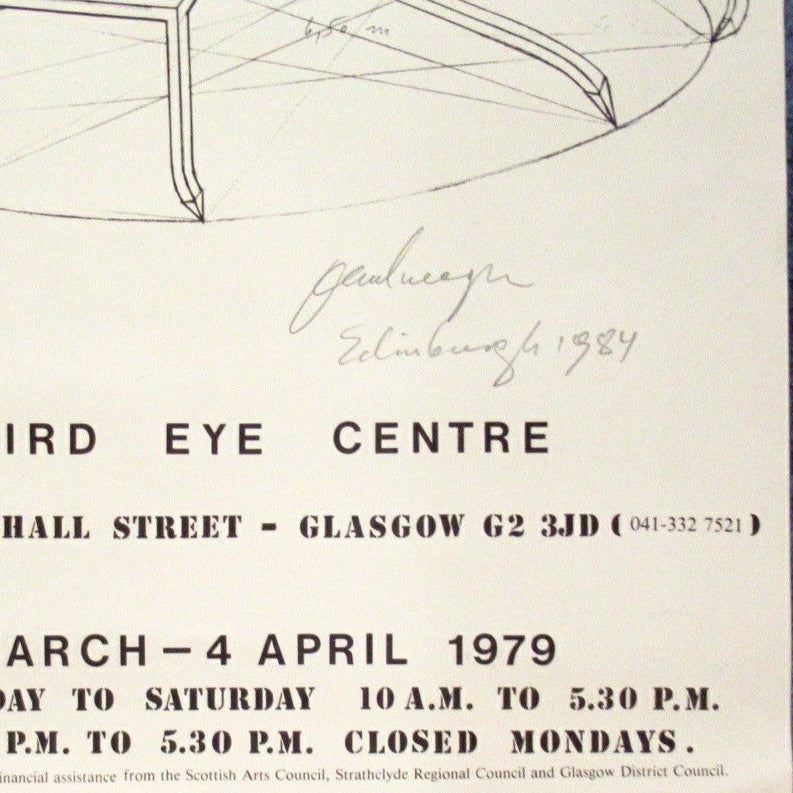 6,50 m
Edinburgh 1984
IRD EYE CENTRE
HALL STREET - GLASGOW G2 3JD ( 041-332 7521 )
ARCH – 4 APRIL 1979
DAY TO SATURDAY 10 A.M. TO 5.30 P.M.
P.M. TO 5.30 P.M. CLOSED MONDAYS.
inancial assistance from the Scottish Arts Council, Strathclyde Regional Council and Glasgow District Council.